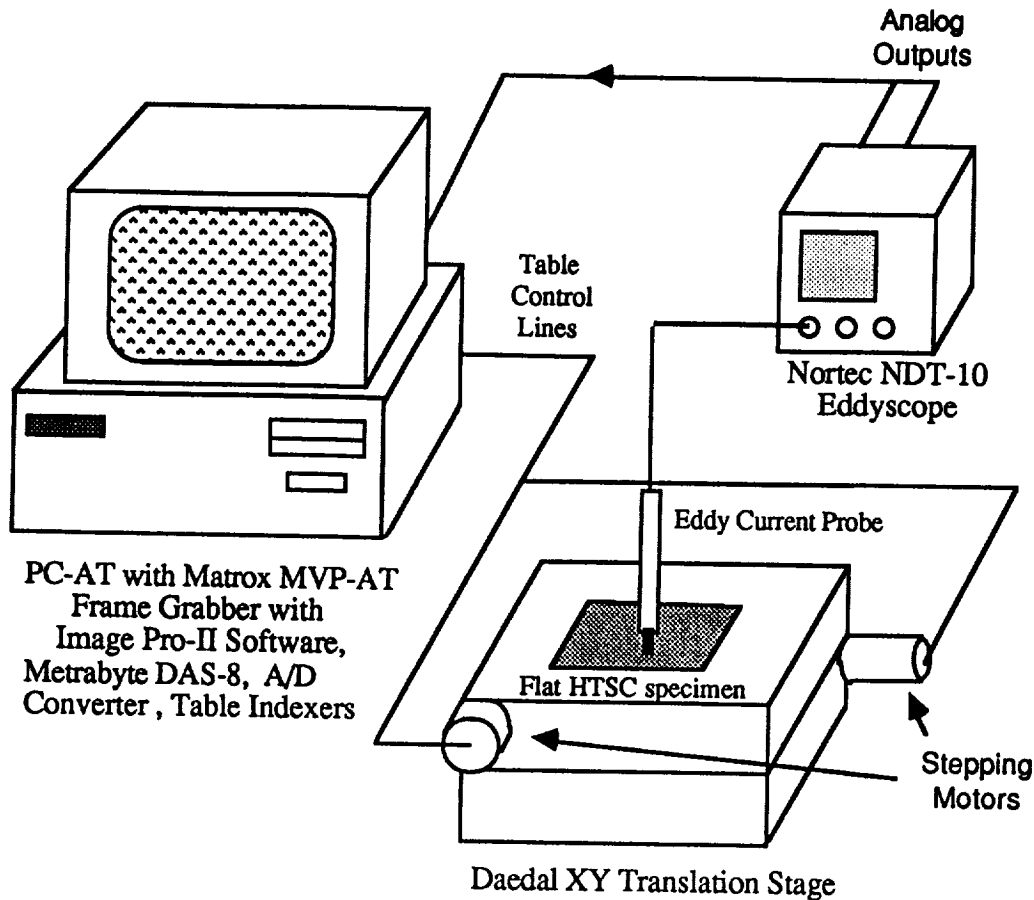 Analog
Outputs
Table
Control
Lines
Nortec NDT-10
Eddyscope
Eddy Current Probe
PC-AT with Matrox MVP-AT
Frame Grabber with
Image Pro-II Software,
Metrabyte DAS-8, A/D
Converter , Table Indexers
Flat HTSC specimen
Stepping
Motors
Daedal XY Translation Stage